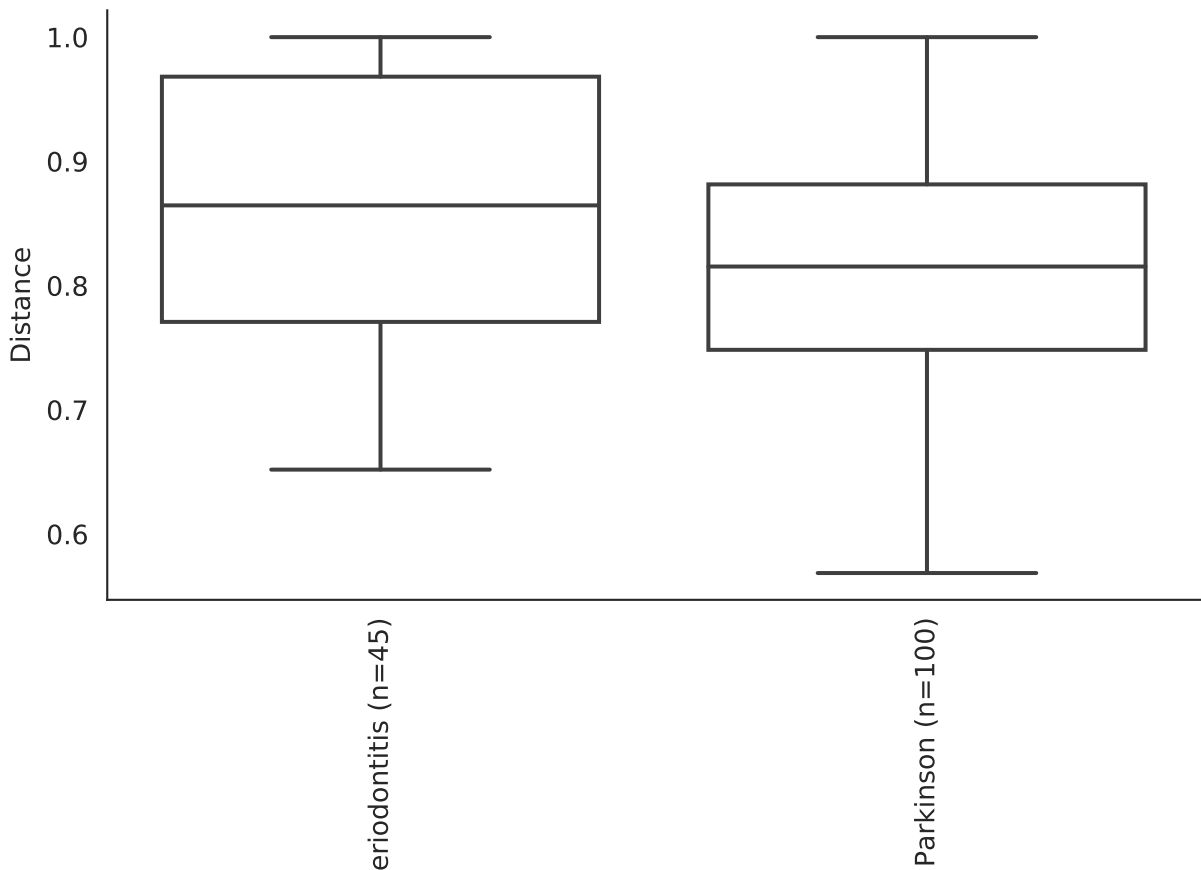 1.0
0.9
0.8
0.7
0.6
Distance
eriodontitis (n=45)
Parkinson (n=100)